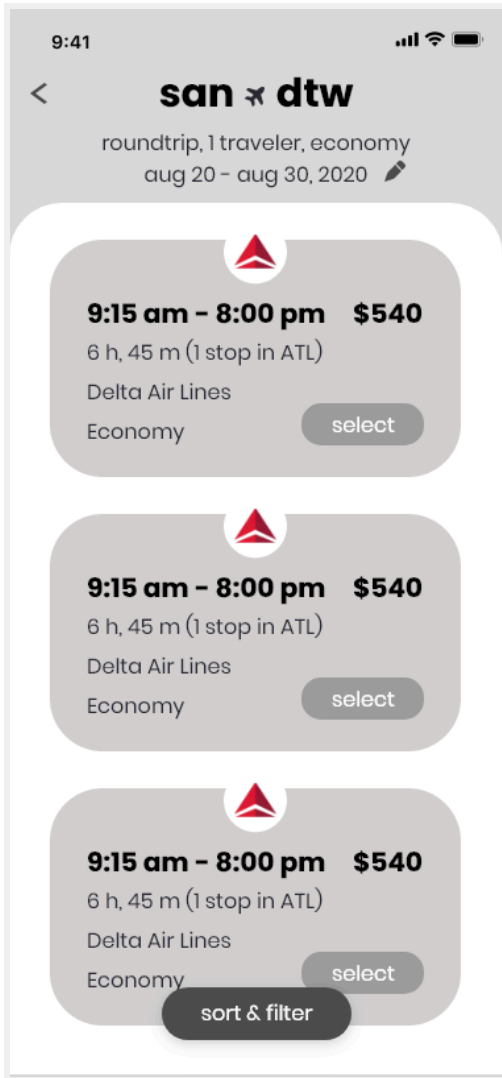 9:41
san dtw
roundtrip, 1 traveler, economy
aug 20 - aug 30, 2020
9:15 am - 8:00 pm $540
6 h, 45 m (1 stop in ATL)
Delta Air Lines
Economy
select
9:15 am - 8:00 pm $540
6 h, 45 m (1 stop in ATL)
Delta Air Lines
Economy
select
9:15 am - 8:00 pm $540
6 h, 45 m (1 stop in ATL)
Delta Air Lines
Economy
select
sort & filter